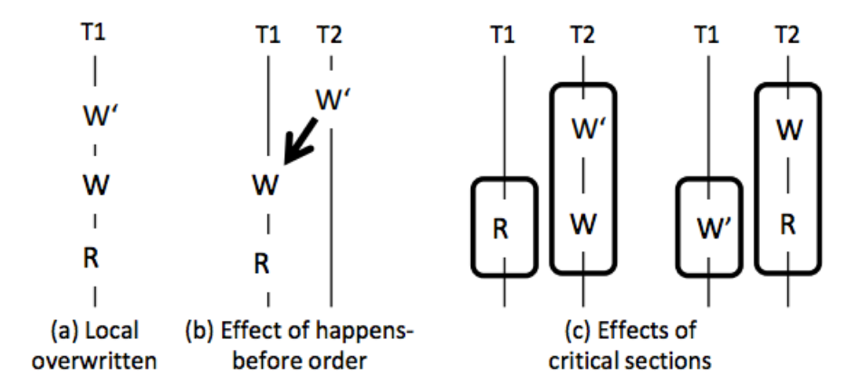 T1
T1 T2
T1 T2
T1 T2
W‘
W
R
W‘
W
R
W‘
R W
W
W’ R
(a) Local
overwritten
(b) Effect of happens-
before order
(c) Effects of
critical sections